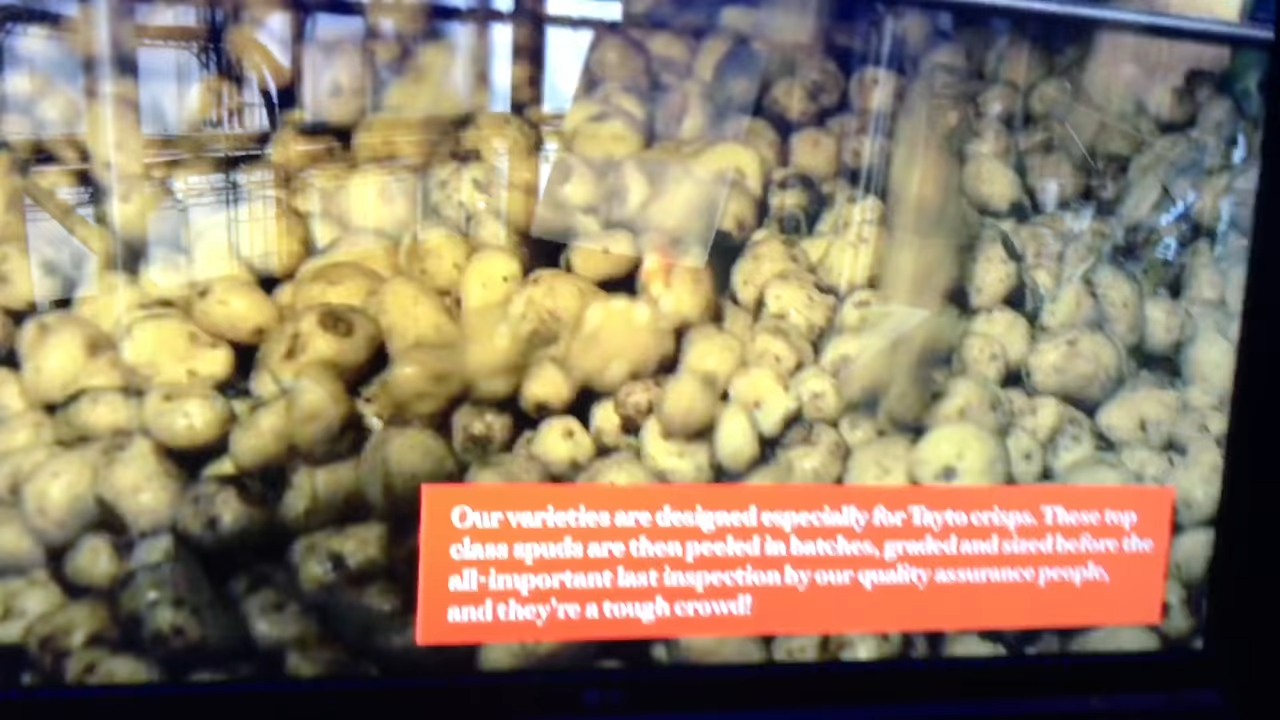 Our varieties are designed especially for Tayto crisps. These top
class spuds are then peeled in batches, graded and sized before the
all-important last inspection by our quality assurance people,
and they're a tough crowd!